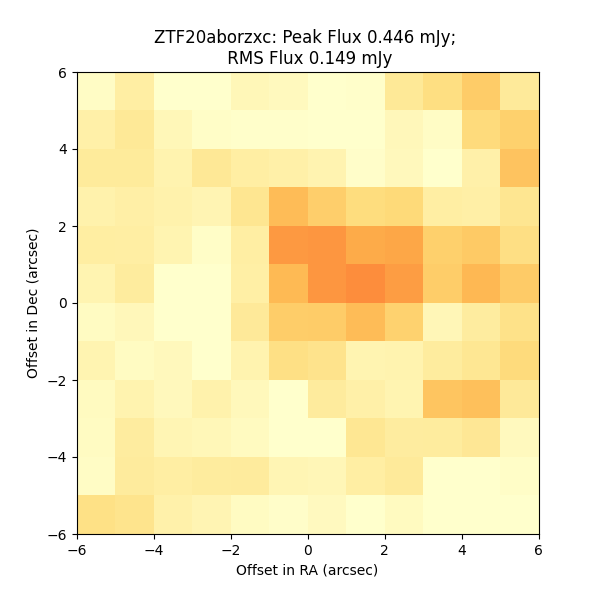 ZTF20aborzxc: Peak Flux 0.446 mJy;
RMS Flux 0.149 mJy
6
4
2
0
−2
−4
−6
Offset in Dec (arcsec)
−6 −4 −2 0 2 4 6
Offset in RA (arcsec)